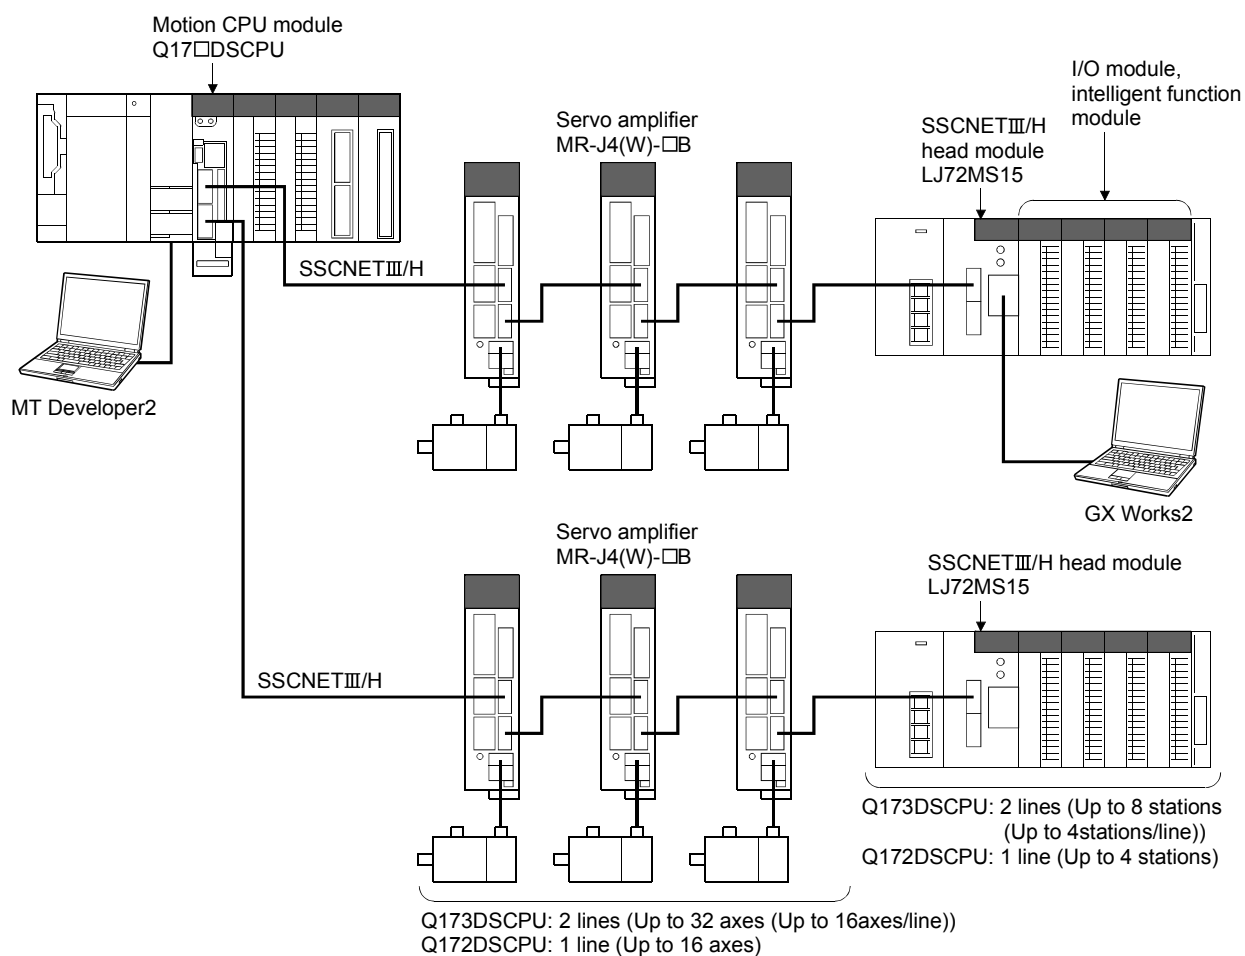 Motion CPU module
Q17□DSCPU
I/O module,
intelligent function
module
Servo amplifier
MR-J4(W)-□B
SSCNETⅢ/H
head module
LJ72MS15
SSCNETⅢ/H
MT Developer2
GX Works2
Servo amplifier
MR-J4(W)-□B
SSCNETⅢ/H head module
LJ72MS15
SSCNETⅢ/H
Q173DSCPU: 2 lines (Up to 8 stations
(Up to 4stations/line))
Q172DSCPU: 1 line (Up to 4 stations)
Q173DSCPU: 2 lines (Up to 32 axes (Up to 16axes/line))
Q172DSCPU: 1 line (Up to 16 axes)